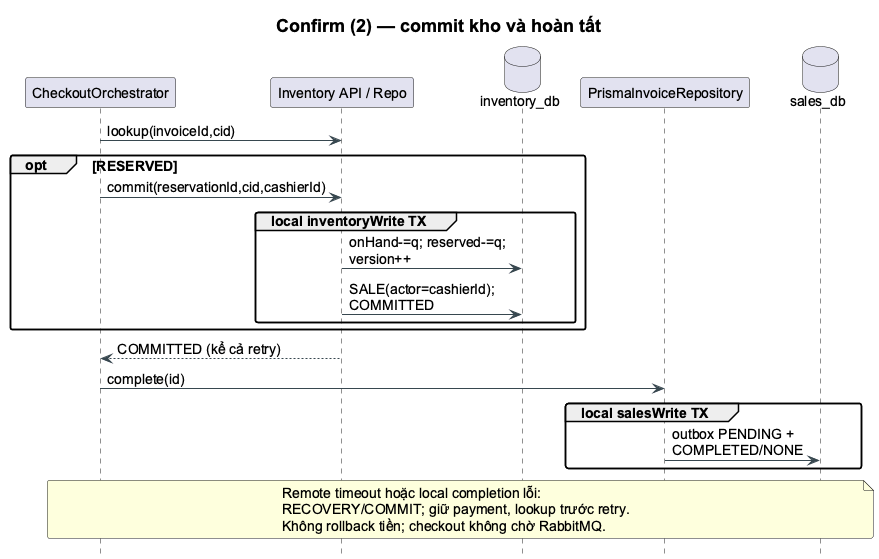 Confirm (2) — commit kho và hoàn tất
CheckoutOrchestrator
Inventory API / Repo
inventory_db
PrismaInvoiceRepository
sales_db
lookup(invoiceId,cid)
opt
[RESERVED]
commit(reservationId,cid,cashierId)
local inventoryWrite TX
onHand-=q; reserved-=q;
version++
SALE(actor=cashierId);
COMMITTED
COMMITTED (kể cả retry)
complete(id)
local salesWrite TX
outbox PENDING +
COMPLETED/NONE
Remote timeout hoặc local completion lỗi:
RECOVERY/COMMIT; giữ payment, lookup trước retry.
Không rollback tiền; checkout không chờ RabbitMQ.